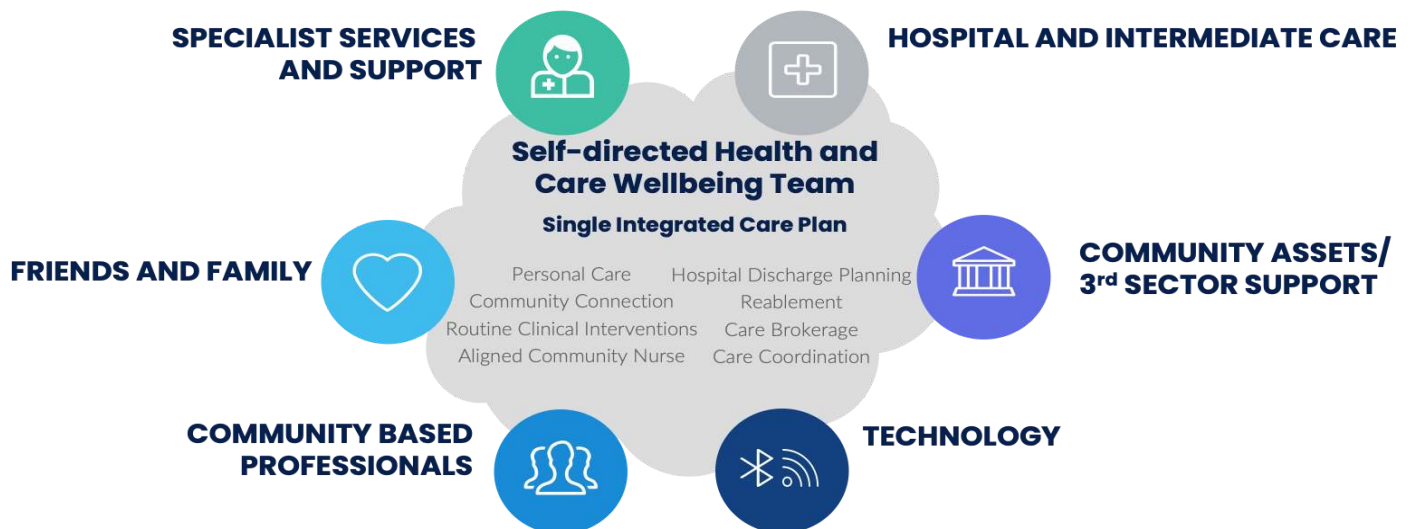 SPECIALIST SERVICES
AND SUPPORT
HOSPITAL AND INTERMEDIATE CARE
Self-directed Health and
Care Wellbeing Team
Single Integrated Care Plan
FRIENDS AND FAMILY
Personal Care
Community Connection
Routine Clinical Interventions
Aligned Community Nurse
Hospital Discharge Planning
Reablement
Care Brokerage
Care Coordination
COMMUNITY ASSETS/
3rd SECTOR SUPPORT
COMMUNITY BASED
PROFESSIONALS
TECHNOLOGY